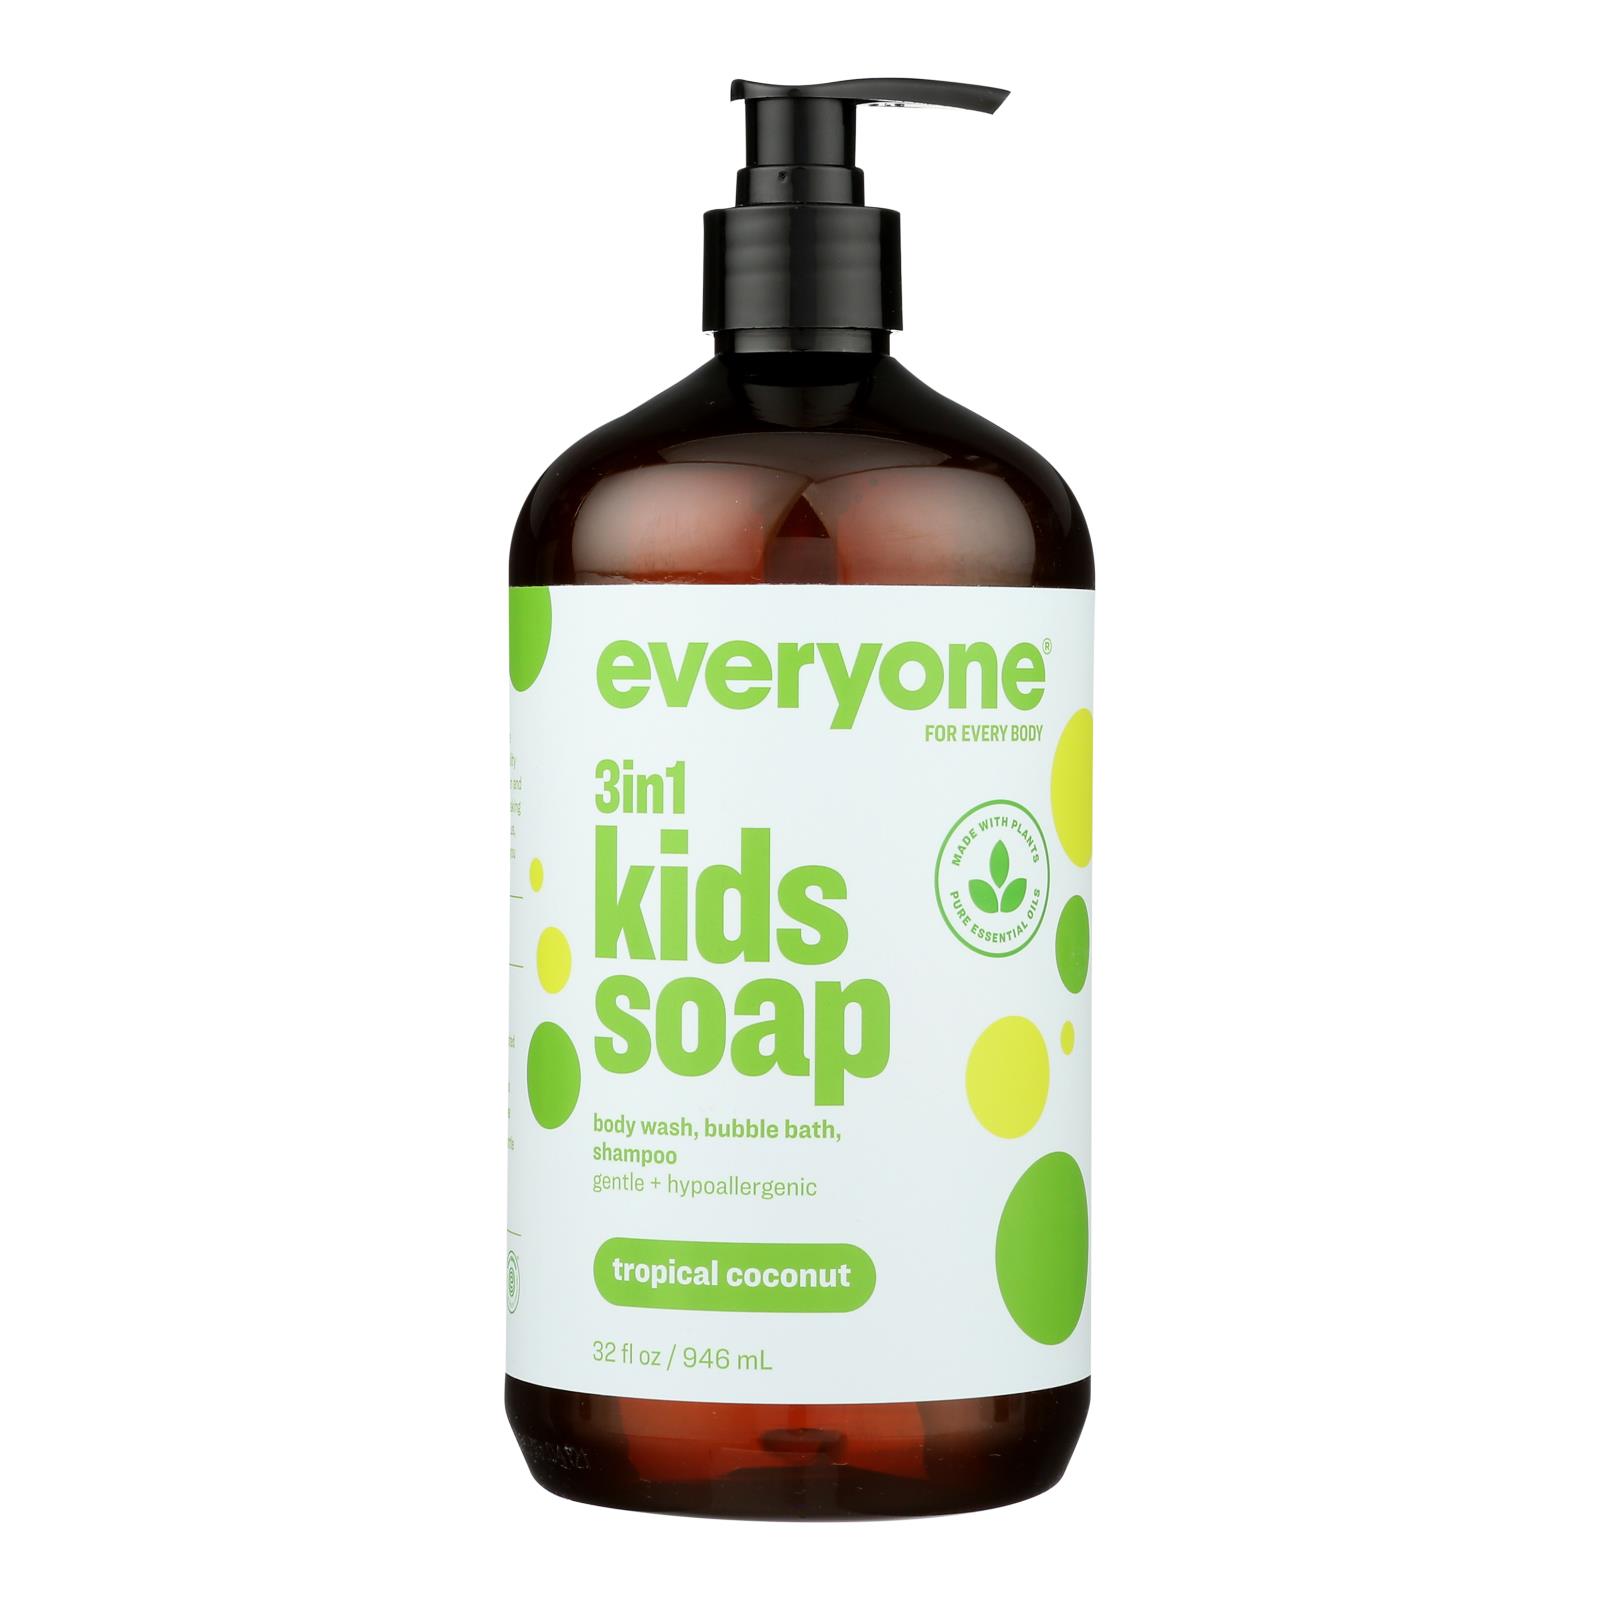 everyone®
FOR EVERY BODY
3in1
kids
soap
MADE WITH PLANTS
PURE ESSENTIAL OILS
body wash, bubble bath,
shampoo
gentle + hypoallergenic
tropical coconut
32 fl oz / 946 mL